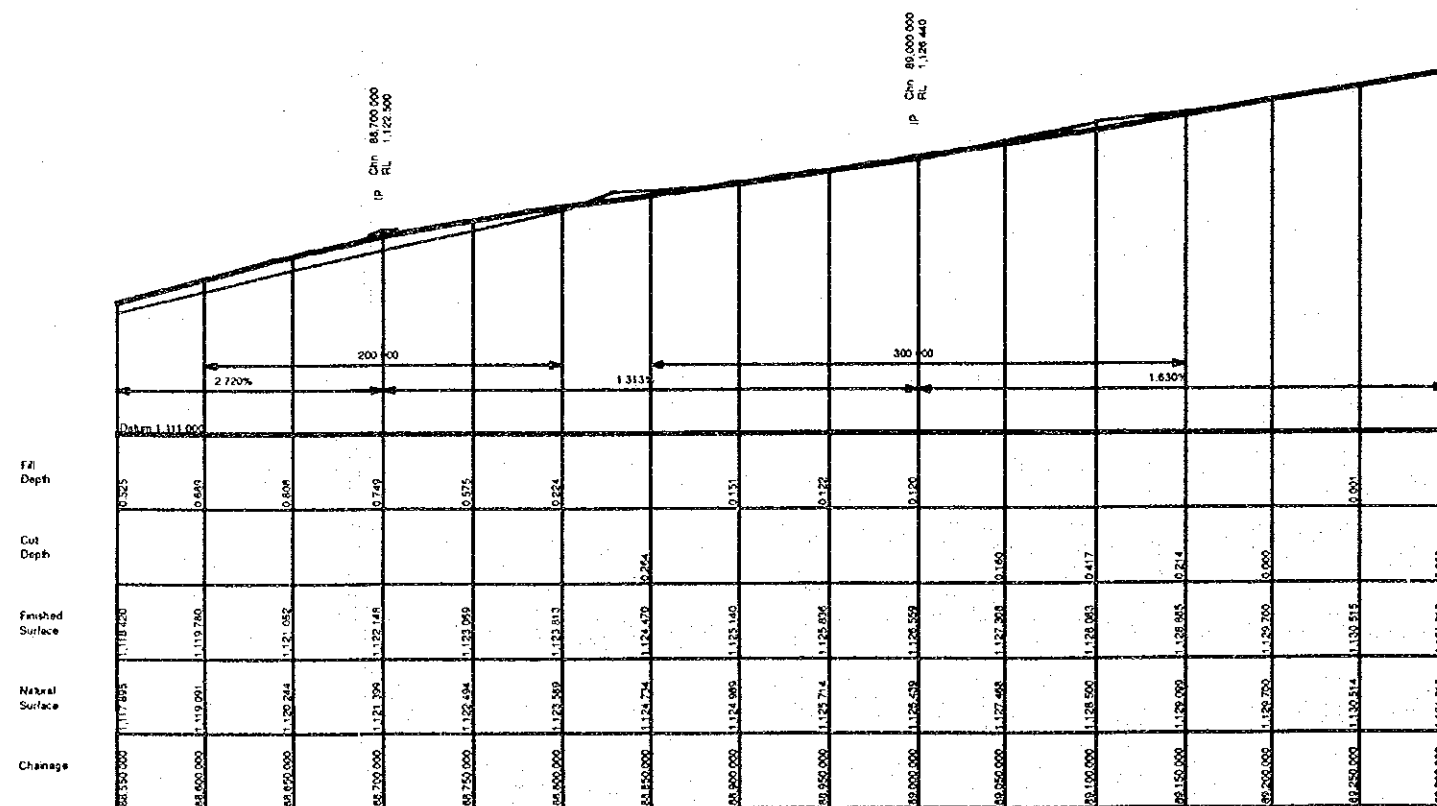 IP Chn 88,700.000
RL 1,122.500
IP Chn 89,000.000
RL 1,126.440
200.000
300.000
2.720%
1.313%
1.630%
Datum 1,111.000
Fill Depth 0.525 0.689 0.808 0.749 0.575 0.224 0.151 0.122 0.120 0.001
Cut Depth 0.264 0.160 0.417 0.214 0.000
Finished Surface 1,118.420 1,119.780 1,121.052 1,122.148 1,123.069 1,123.813 1,124.470 1,125.140 1,125.836 1,126.559 1,127.308 1,128.083 1,128.885 1,129.700 1,130.515
Natural Surface 1,117.895 1,119.091 1,120.244 1,121.399 1,122.494 1,123.589 1,124.734 1,124.989 1,125.714 1,126.439 1,127.468 1,128.500 1,129.099 1,129.700 1,130.514
Chainage 88,550.000 88,600.000 88,650.000 88,700.000 88,750.000 88,800.000 88,850.000 88,900.000 88,950.000 89,000.000 89,050.000 89,100.000 89,150.000 89,200.000 89,250.000